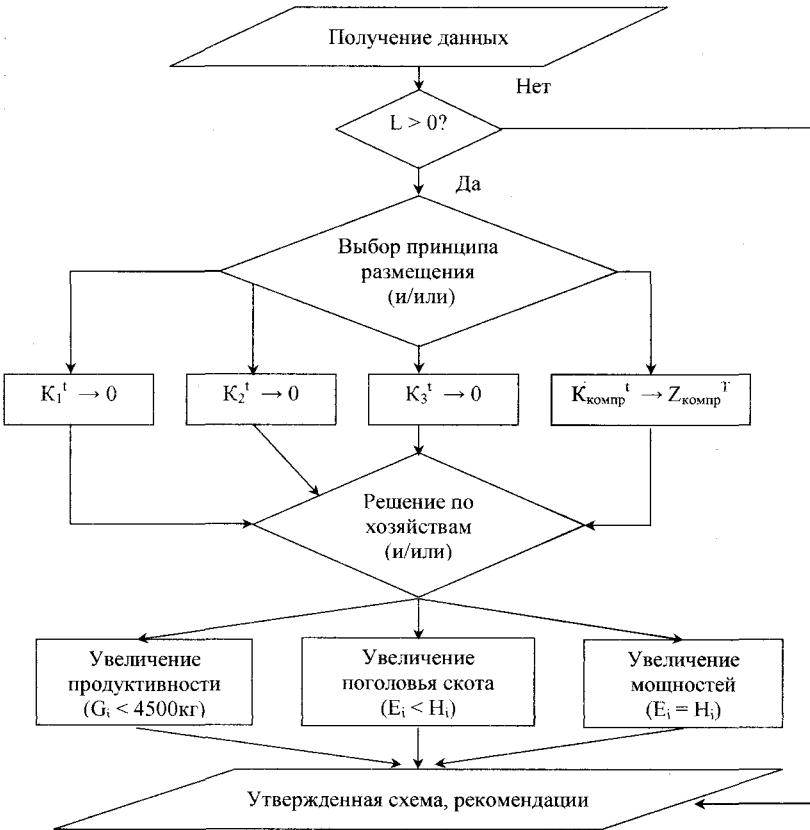 Получение данных
Нет
L > 0?
Да
Выбор принципа
размещения
(и/или)
K₁ᵗ → 0
K₂ᵗ → 0
K₃ᵗ → 0
Kкомпрᵗ → Zкомпрᵀ
Решение по
хозяйствам
(и/или)
Увеличение
продуктивности
(Gᵢ < 4500кг)
Увеличение
поголовья скота
(Eᵢ < Hᵢ)
Увеличение
мощностей
(Eᵢ = Hᵢ)
Утвержденная схема, рекомендации